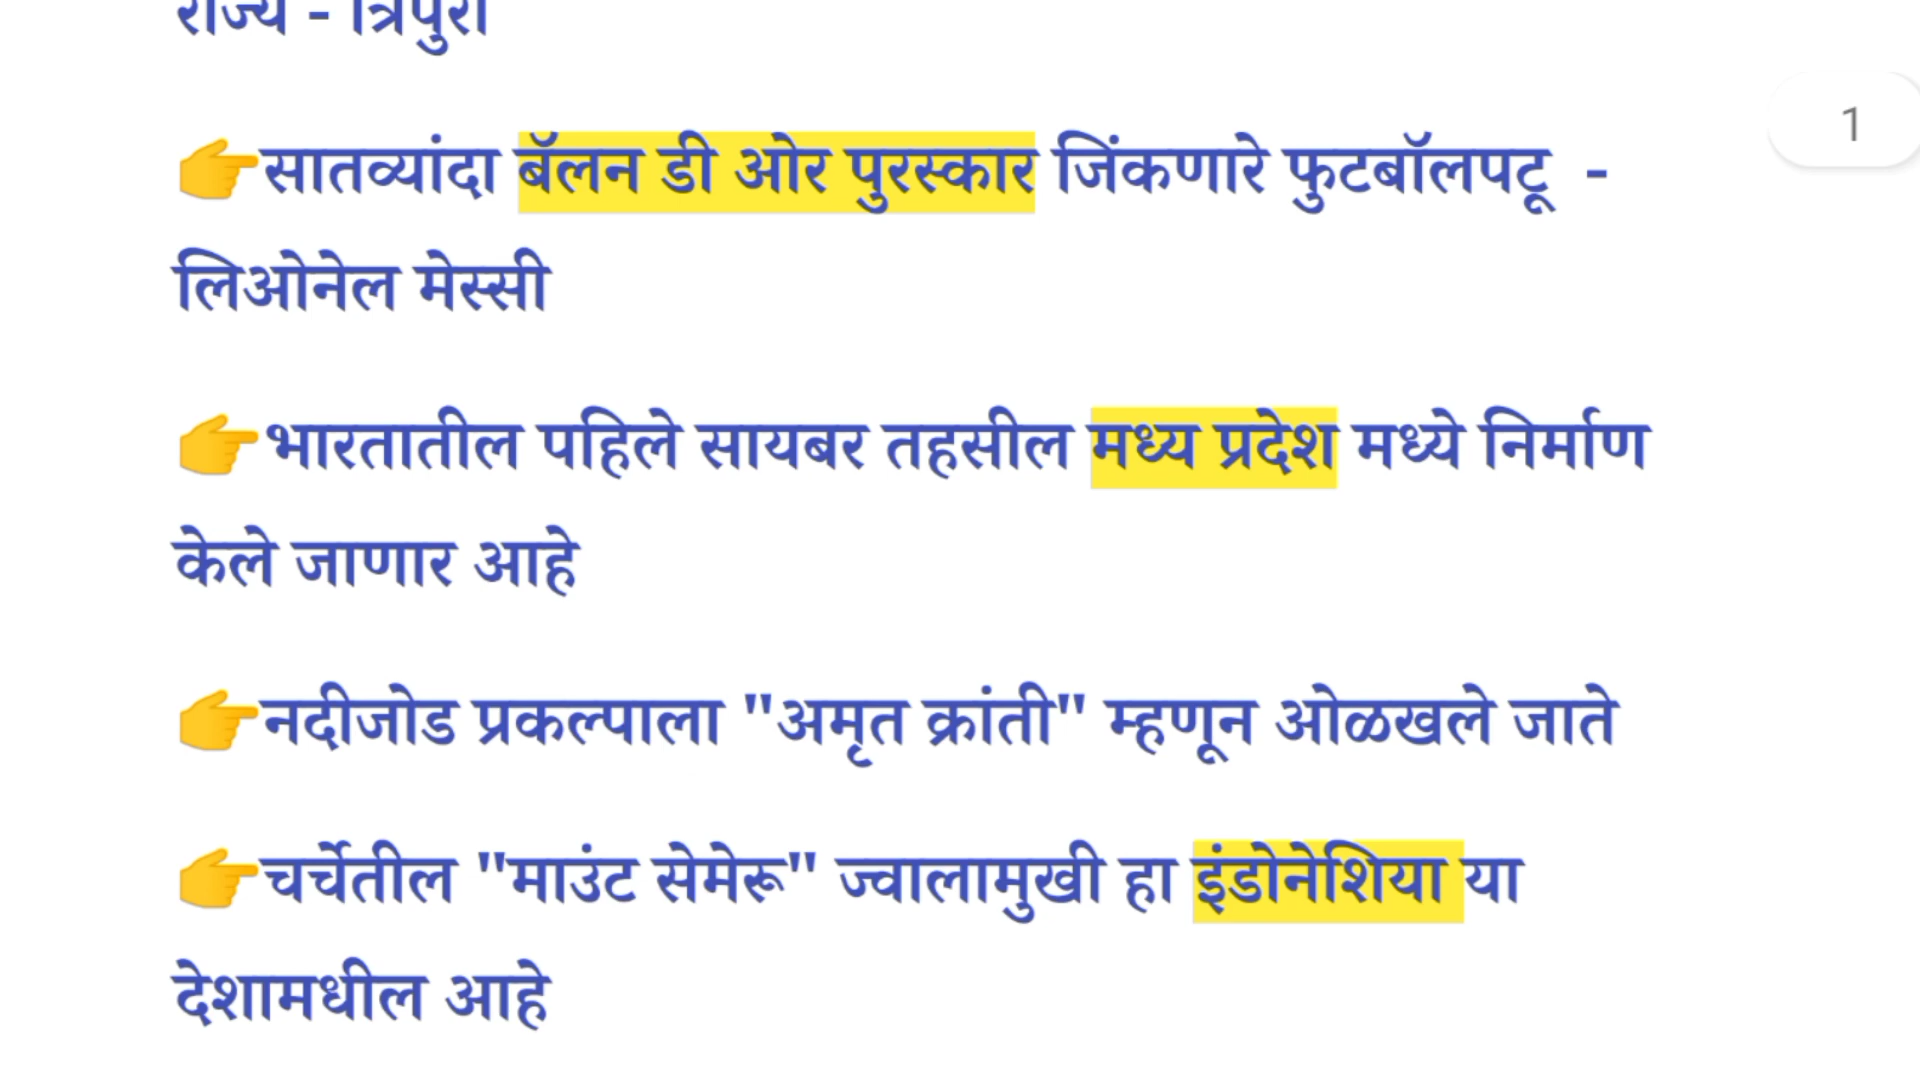 राज्य - त्रिपुरा
1
👉सातव्यांदा बॅलन डी ओर पुरस्कार जिंकणारे फुटबॉलपटू -
लिओनेल मेस्सी
👉भारतातील पहिले सायबर तहसील मध्य प्रदेश मध्ये निर्माण
केले जाणार आहे
👉नदीजोड प्रकल्पाला "अमृत क्रांती" म्हणून ओळखले जाते
👉चर्चेतील "माउंट सेमेरू" ज्वालामुखी हा इंडोनेशिया या
देशामधील आहे